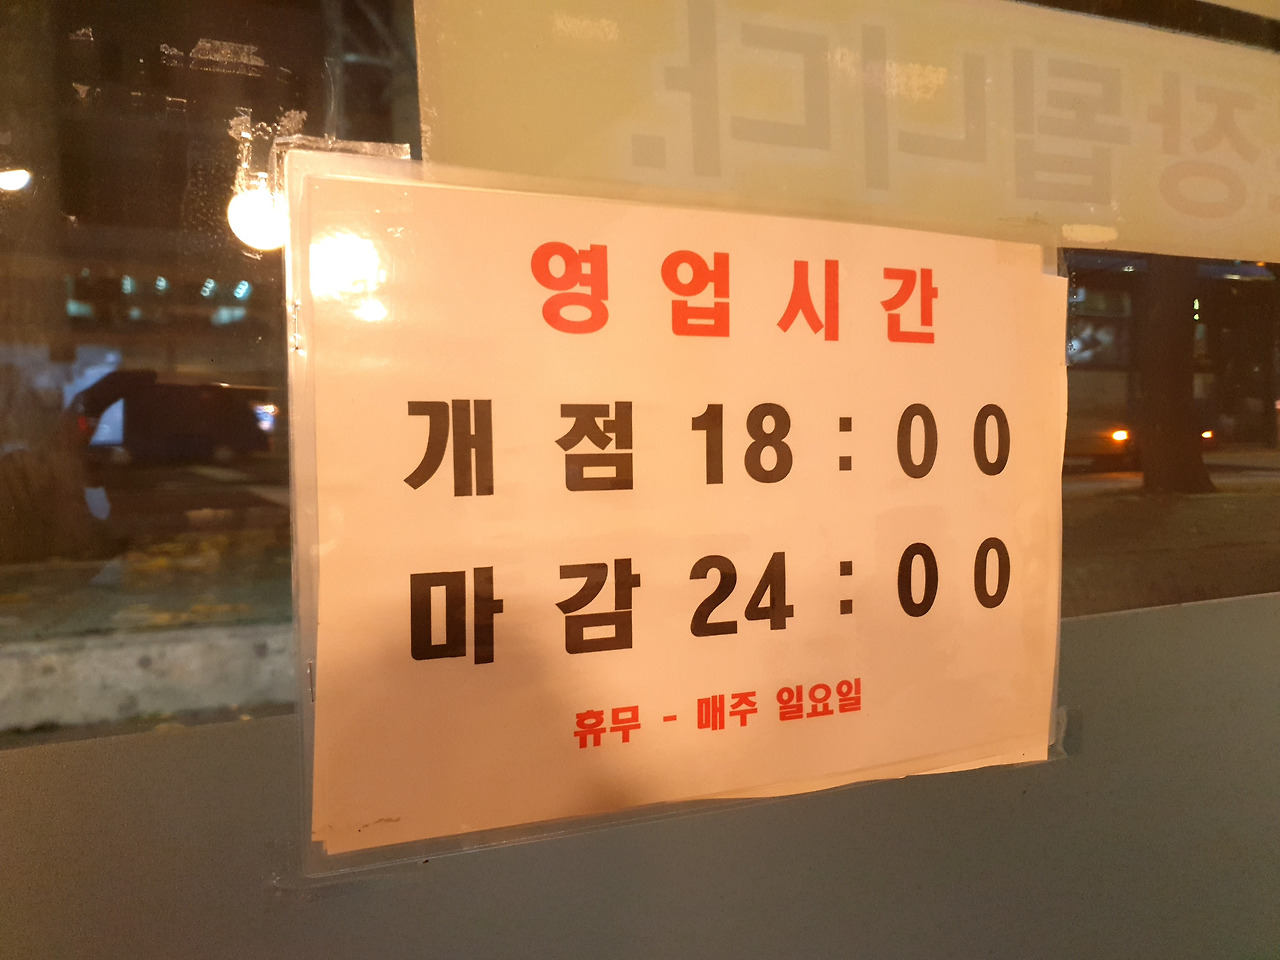 영업시간
개점 18:00
마감 24:00
휴무 - 매주 일요일